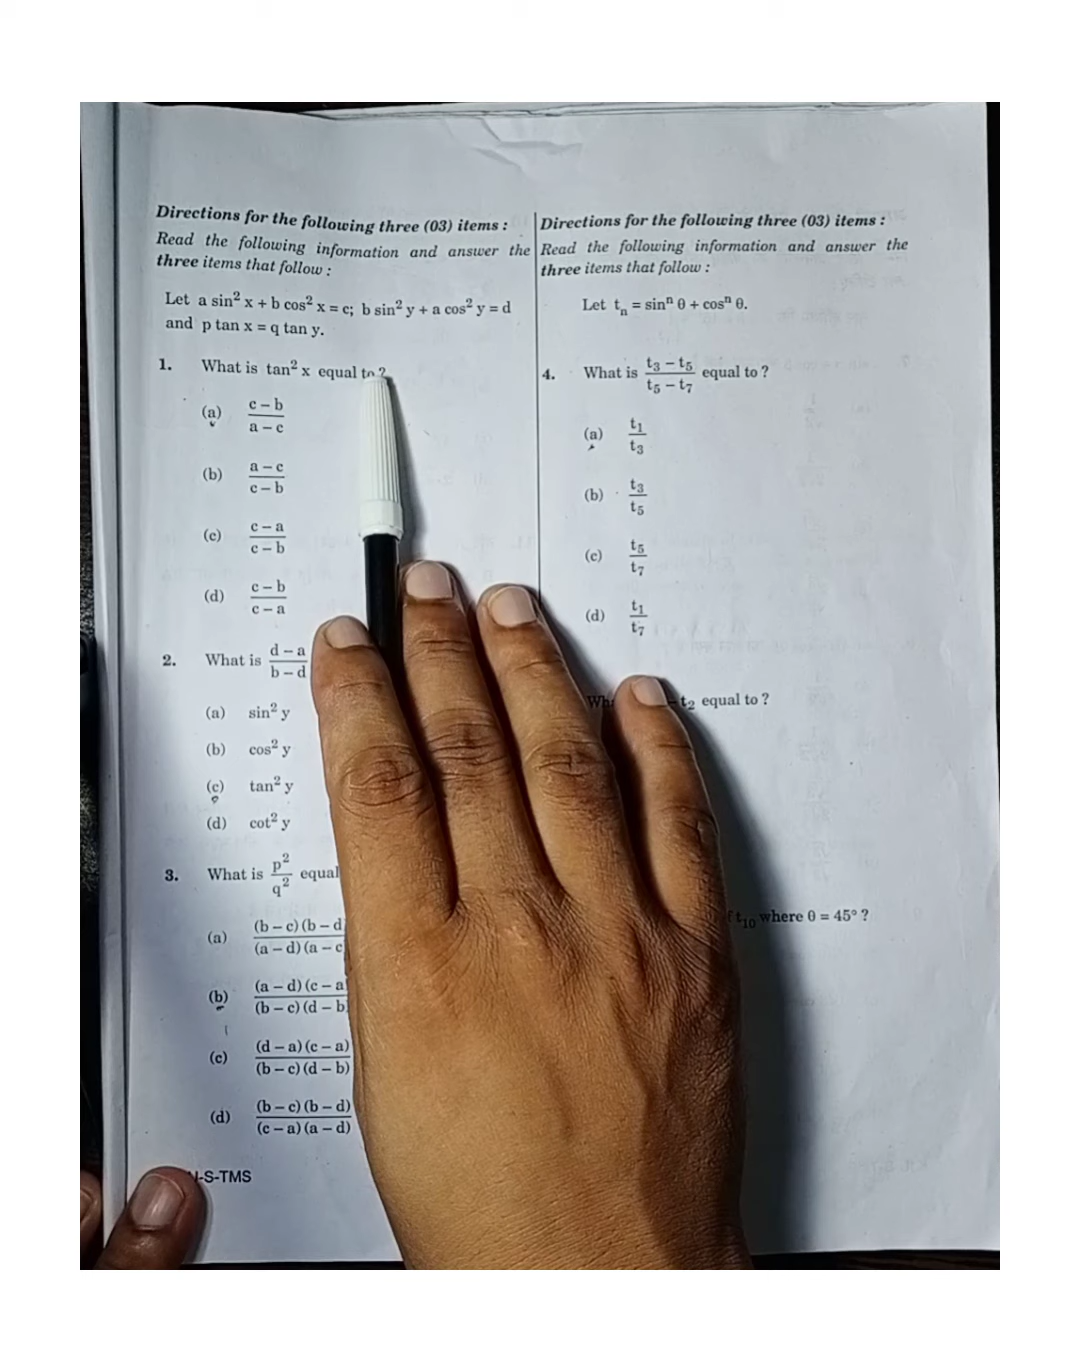 Directions for the following three (03) items :
Read the following information and answer the
three items that follow :
Let a sin² x + b cos² x = c; b sin² y + a cos² y = d
and p tan x = q tan y.
1. What is tan² x equal to ?
(a) c – b / a – c
(b) a – c / c – b
(c) c – a / c – b
(d) c – b / c – a
2. What is d – a / b – d
(a) sin² y
(b) cos² y
(c) tan² y
(d) cot² y
3. What is p² / q² equal
(a) (b – c) (b – d / (a – d) (a – c
(b) (a – d) (c – a / (b – c) (d – b
(c) (d – a) (c – a) / (b – c) (d – b)
(d) (b – c) (b – d) / (c – a) (a – d)
-S-TMS
Directions for the following three (03) items :
Read the following information and answer the
three items that follow :
Let tₙ = sinⁿ θ + cosⁿ θ.
4. What is t₃ – t₅ / t₅ – t₇ equal to ?
(a) t₁ / t₃
(b) t₃ / t₅
(c) t₅ / t₇
(d) t₁ / t₇
– t₂ equal to ?
t₁₀ where θ = 45° ?